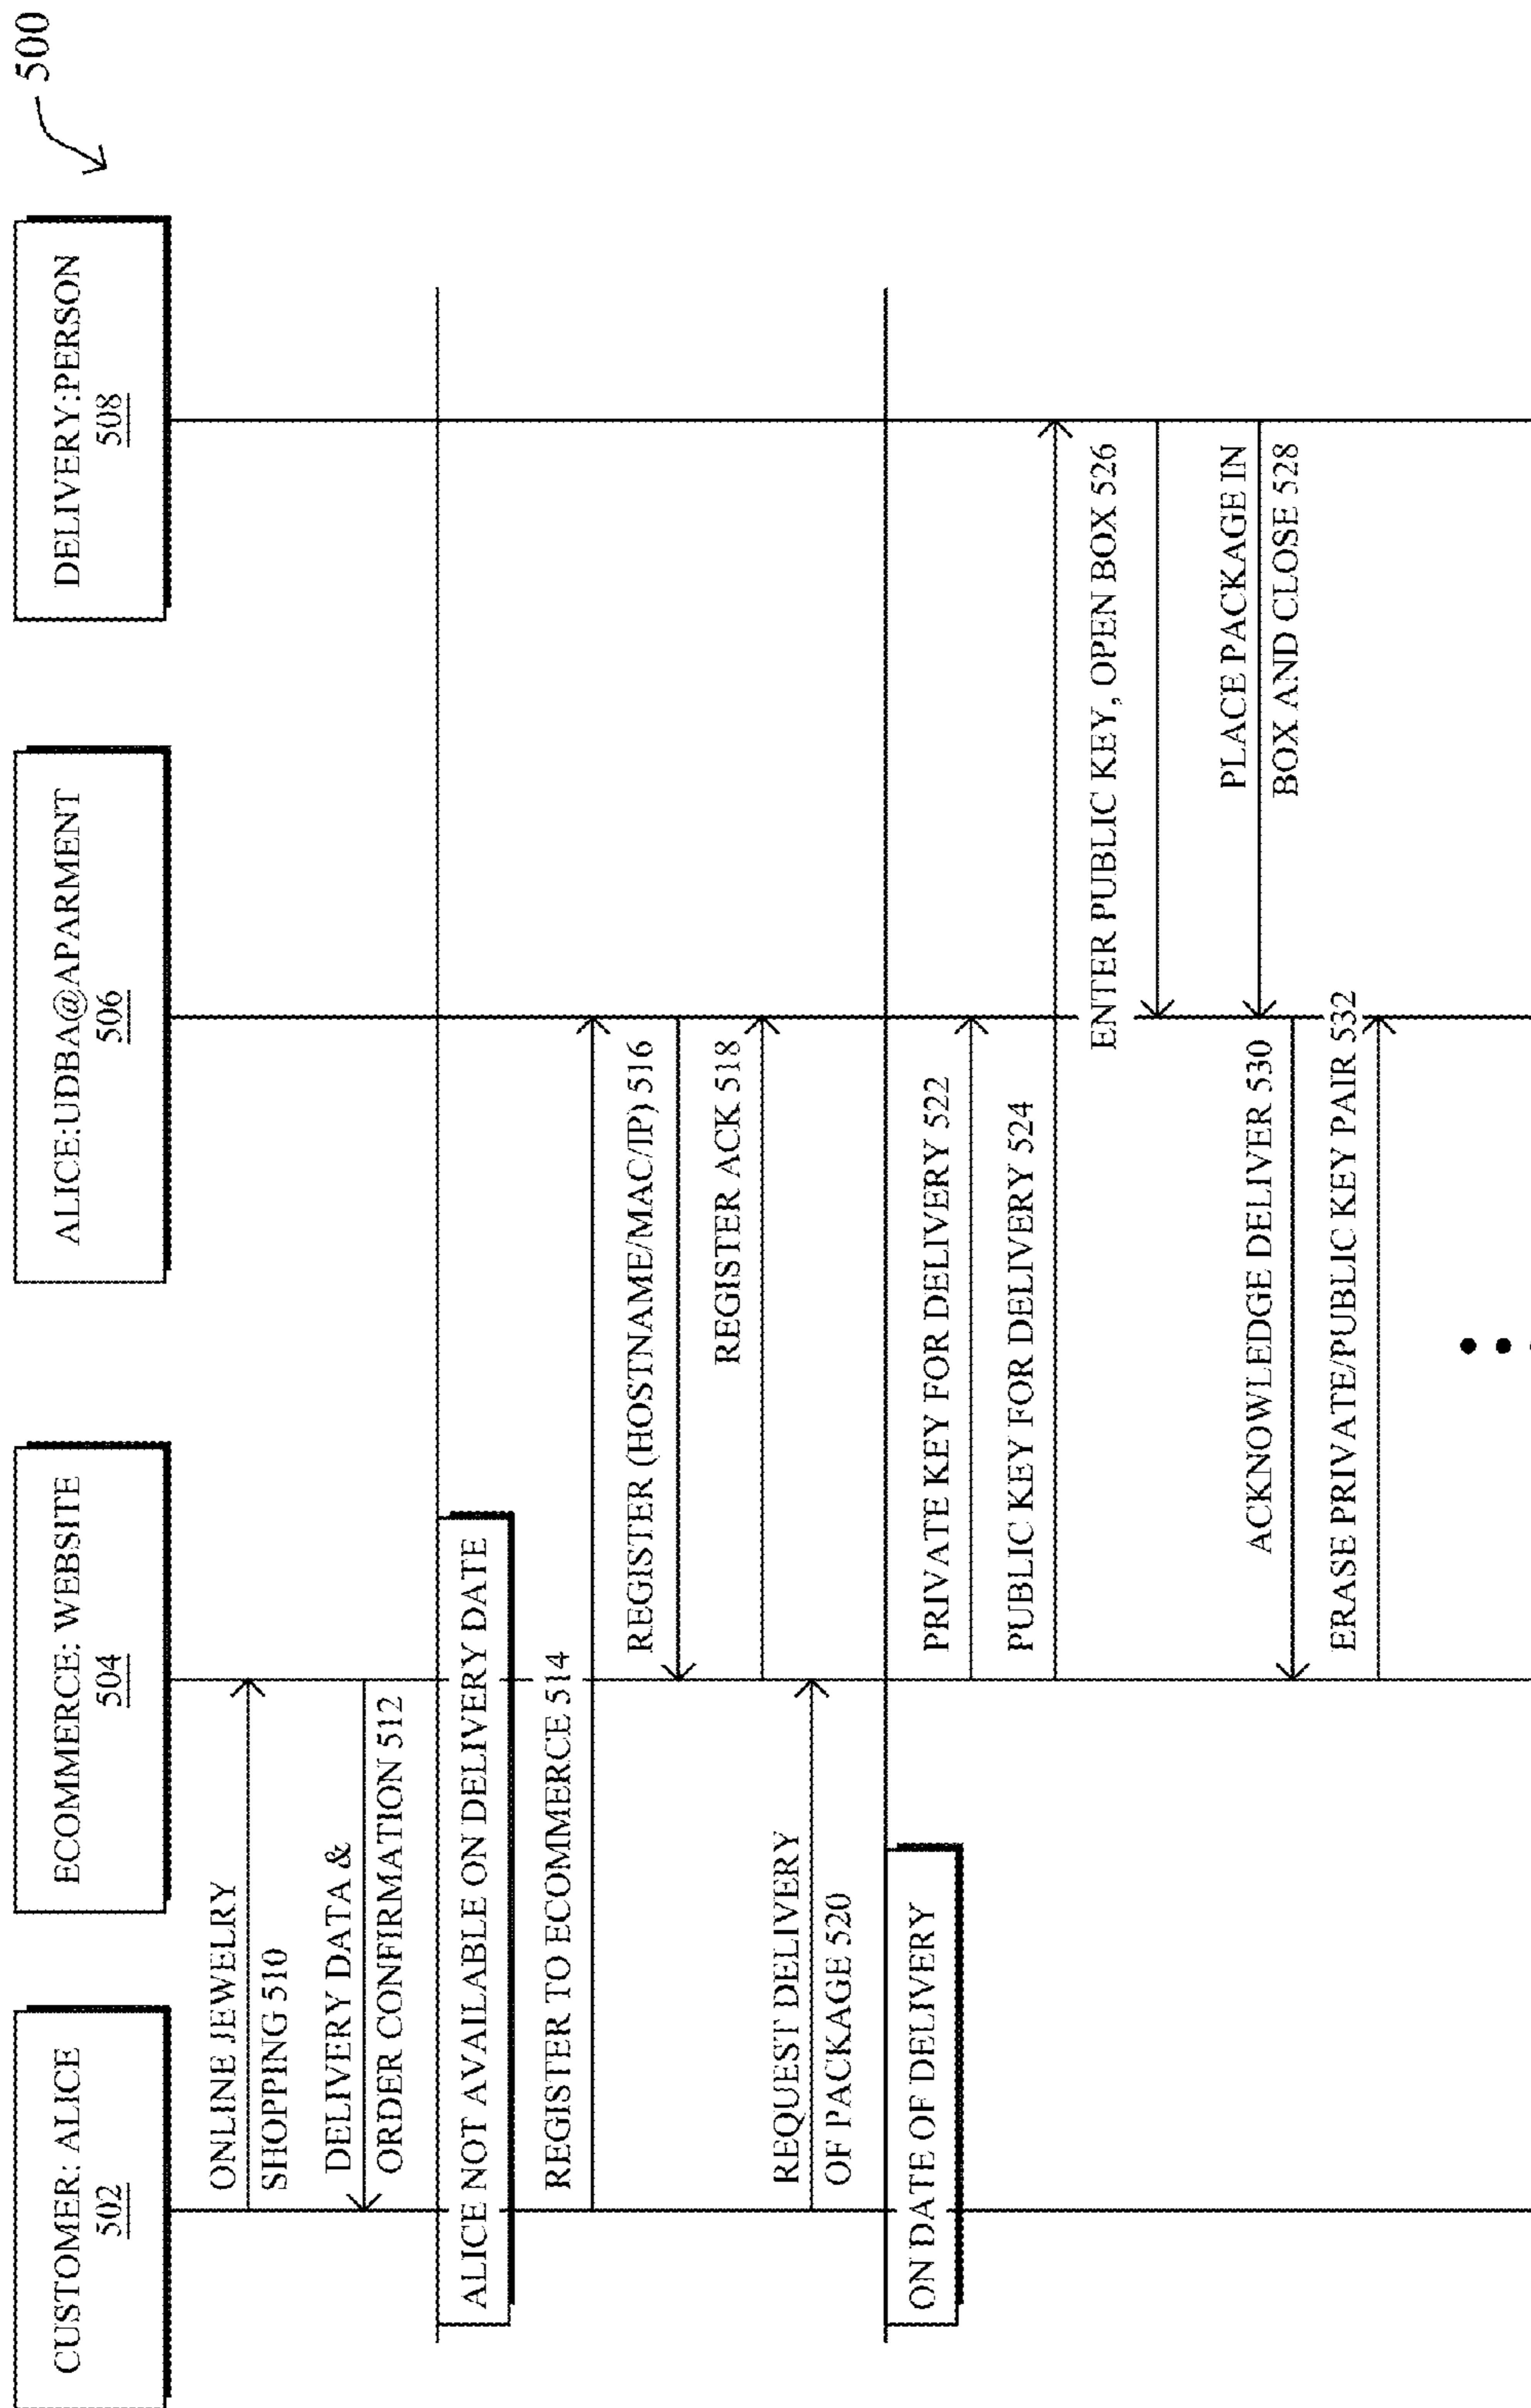 500
CUSTOMER: ALICE
502
ECOMMERCE: WEBSITE
504
ALICE:UDBA@APARMENT
506
DELIVERY:PERSON
508
ONLINE JEWELRY
SHOPPING 510
DELIVERY DATA &
ORDER CONFIRMATION 512
ALICE NOT AVAILABLE ON DELIVERY DATE
REGISTER TO ECOMMERCE 514
REGISTER (HOSTNAME/MAC/IP) 516
REGISTER ACK 518
REQUEST DELIVERY
OF PACKAGE 520
ON DATE OF DELIVERY
PRIVATE KEY FOR DELIVERY 522
PUBLIC KEY FOR DELIVERY 524
ENTER PUBLIC KEY, OPEN BOX 526
PLACE PACKAGE IN
BOX AND CLOSE 528
ACKNOWLEDGE DELIVER 530
ERASE PRIVATE/PUBLIC KEY PAIR 532